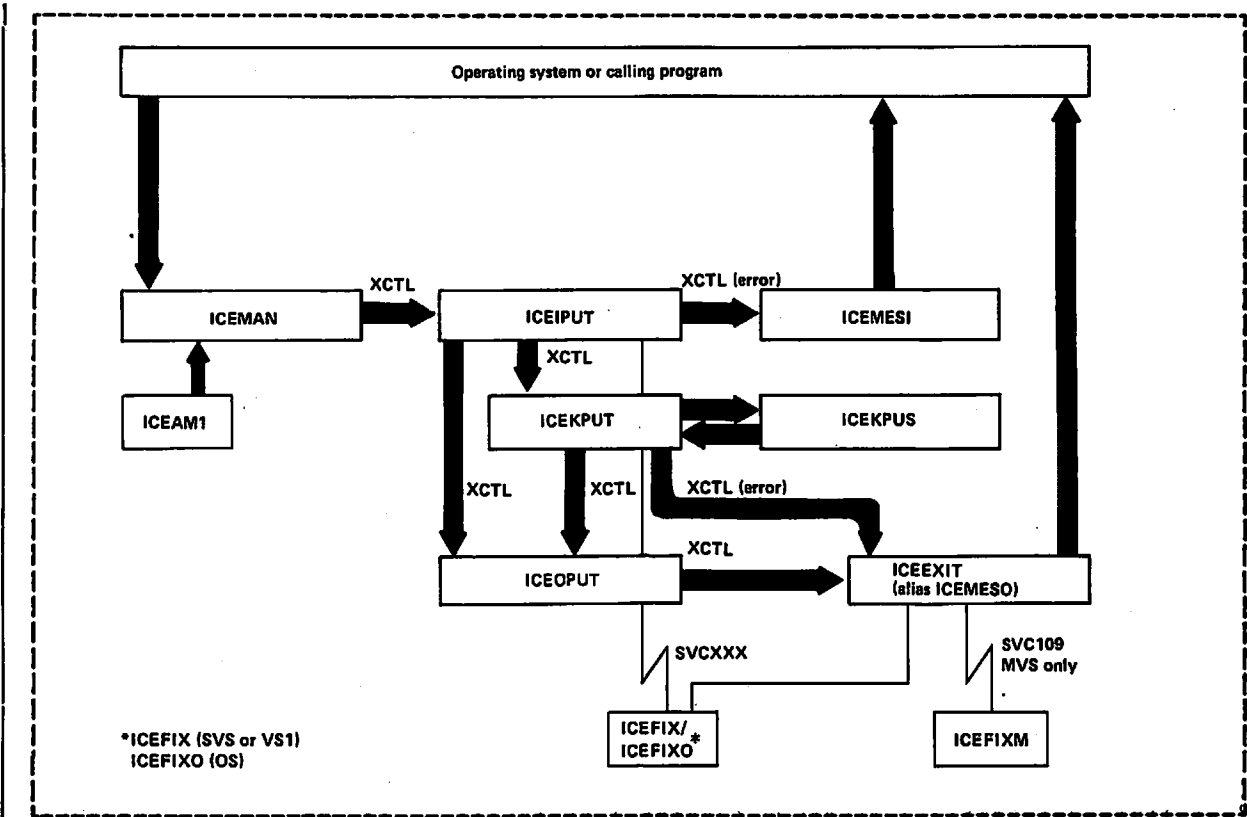 Operating system or calling program
XCTL
XCTL (error)
ICEMAN
ICEIPUT
ICEMESI
XCTL
ICEAM1
ICEKPUT
ICEKPUS
XCTL
XCTL
XCTL (error)
XCTL
ICEOPUT
ICEEXIT
(alias ICEMESO)
SVCXXX
SVC109
MVS only
ICEFIX/
ICEFIXO*
ICEFIXM
*ICEFIX (SVS or VS1)
ICEFIXO (OS)